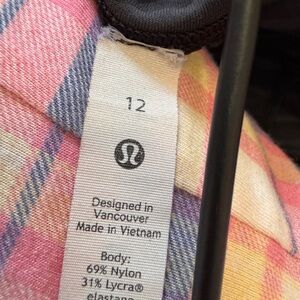 12
Designed in
Vancouver
Made in Vietnam
Body:
69% Nylon
31% Lycra®
elastane